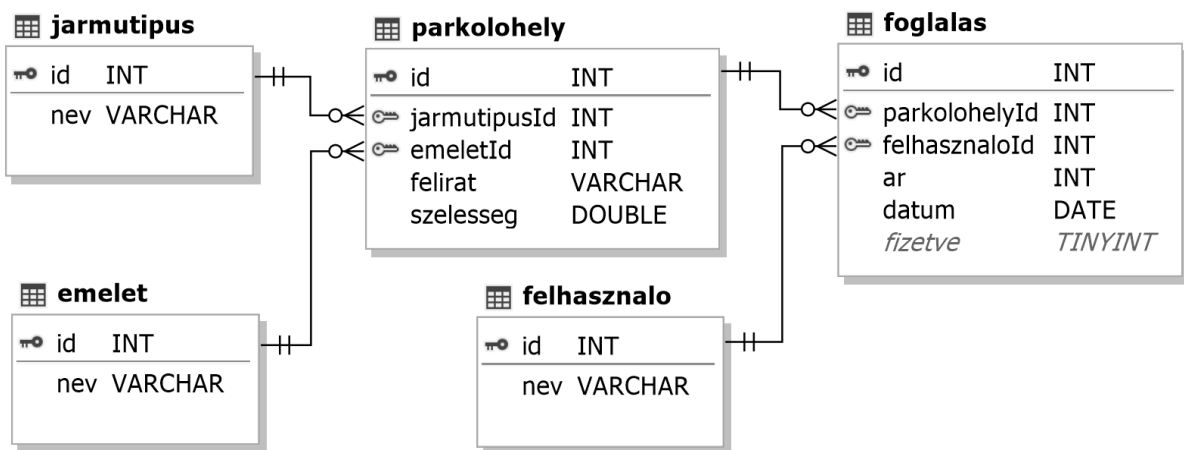 jarmutipus
id INT
nev VARCHAR
parkolohely
id INT
jarmutipusId INT
emeletId INT
felirat VARCHAR
szelesseg DOUBLE
foglalas
id INT
parkolohelyId INT
felhasznaloId INT
ar INT
datum DATE
fizetve TINYINT
emelet
id INT
nev VARCHAR
felhasznalo
id INT
nev VARCHAR